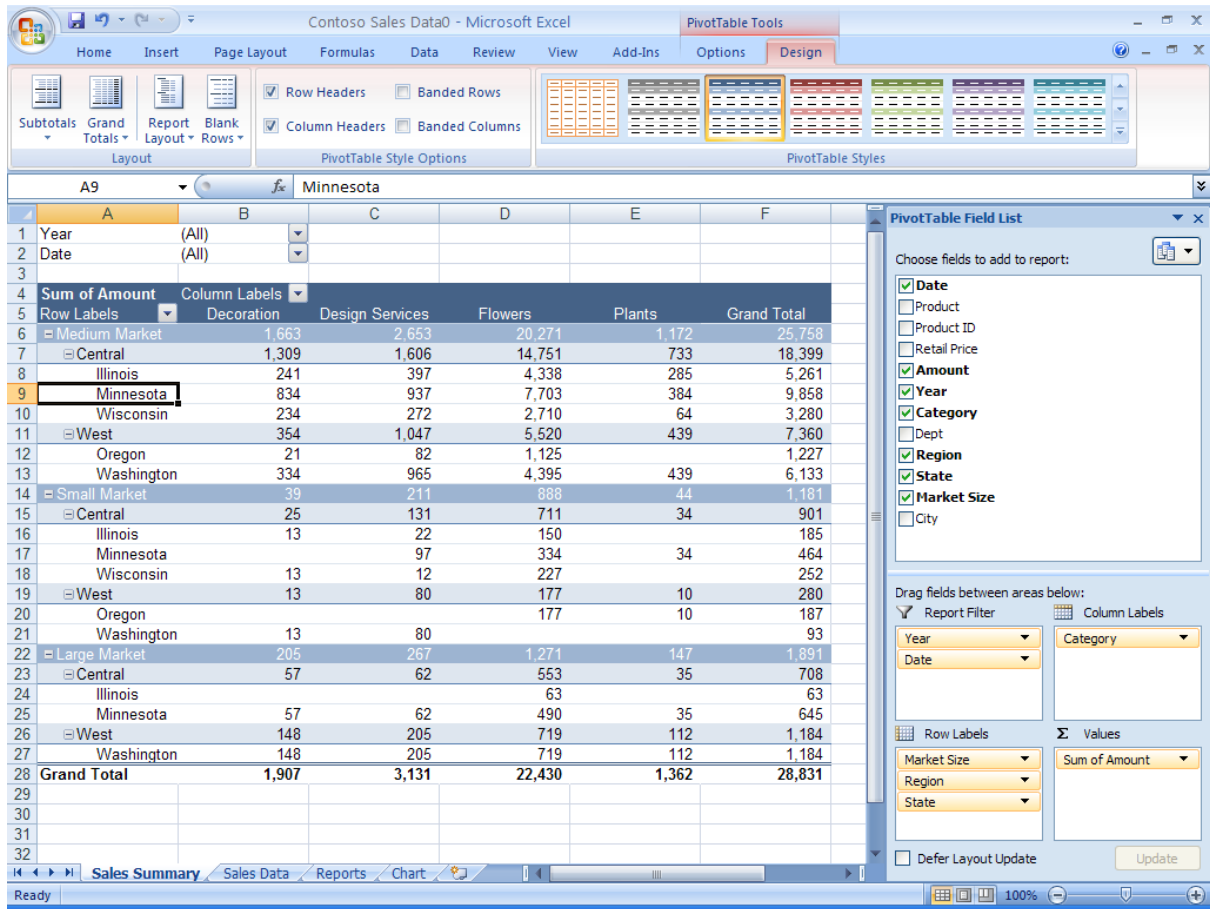 Contoso Sales Data0 - Microsoft Excel PivotTable Tools
Home Insert Page Layout Formulas Data Review View Add-Ins Options Design
Subtotals Grand Totals Report Layout Blank Rows
Layout
Row Headers Banded Rows
Column Headers Banded Columns
PivotTable Style Options
PivotTable Styles
A9 fx Minnesota
A B C D E F
1 Year (All)
2 Date (All)
3
4 Sum of Amount Column Labels
5 Row Labels Decoration Design Services Flowers Plants Grand Total
6 Medium Market 1,663 2,653 20,271 1,172 25,758
7 Central 1,309 1,606 14,751 733 18,399
8 Illinois 241 397 4,338 285 5,261
9 Minnesota 834 937 7,703 384 9,858
10 Wisconsin 234 272 2,710 64 3,280
11 West 354 1,047 5,520 439 7,360
12 Oregon 21 82 1,125 1,227
13 Washington 334 965 4,395 439 6,133
14 Small Market 39 211 888 44 1,181
15 Central 25 131 711 34 901
16 Illinois 13 22 150 185
17 Minnesota 97 334 34 464
18 Wisconsin 13 12 227 252
19 West 13 80 177 10 280
20 Oregon 177 10 187
21 Washington 13 80 93
22 Large Market 205 267 1,271 147 1,891
23 Central 57 62 553 35 708
24 Illinois 63 63
25 Minnesota 57 62 490 35 645
26 West 148 205 719 112 1,184
27 Washington 148 205 719 112 1,184
28 Grand Total 1,907 3,131 22,430 1,362 28,831
29
30
31
32
Sales Summary Sales Data Reports Chart
PivotTable Field List
Choose fields to add to report:
Date
Product
Product ID
Retail Price
Amount
Year
Category
Dept
Region
State
Market Size
City
Drag fields between areas below:
Report Filter Column Labels
Year Category
Date
Row Labels Σ Values
Market Size Sum of Amount
Region
State
Defer Layout Update Update
Ready 100%